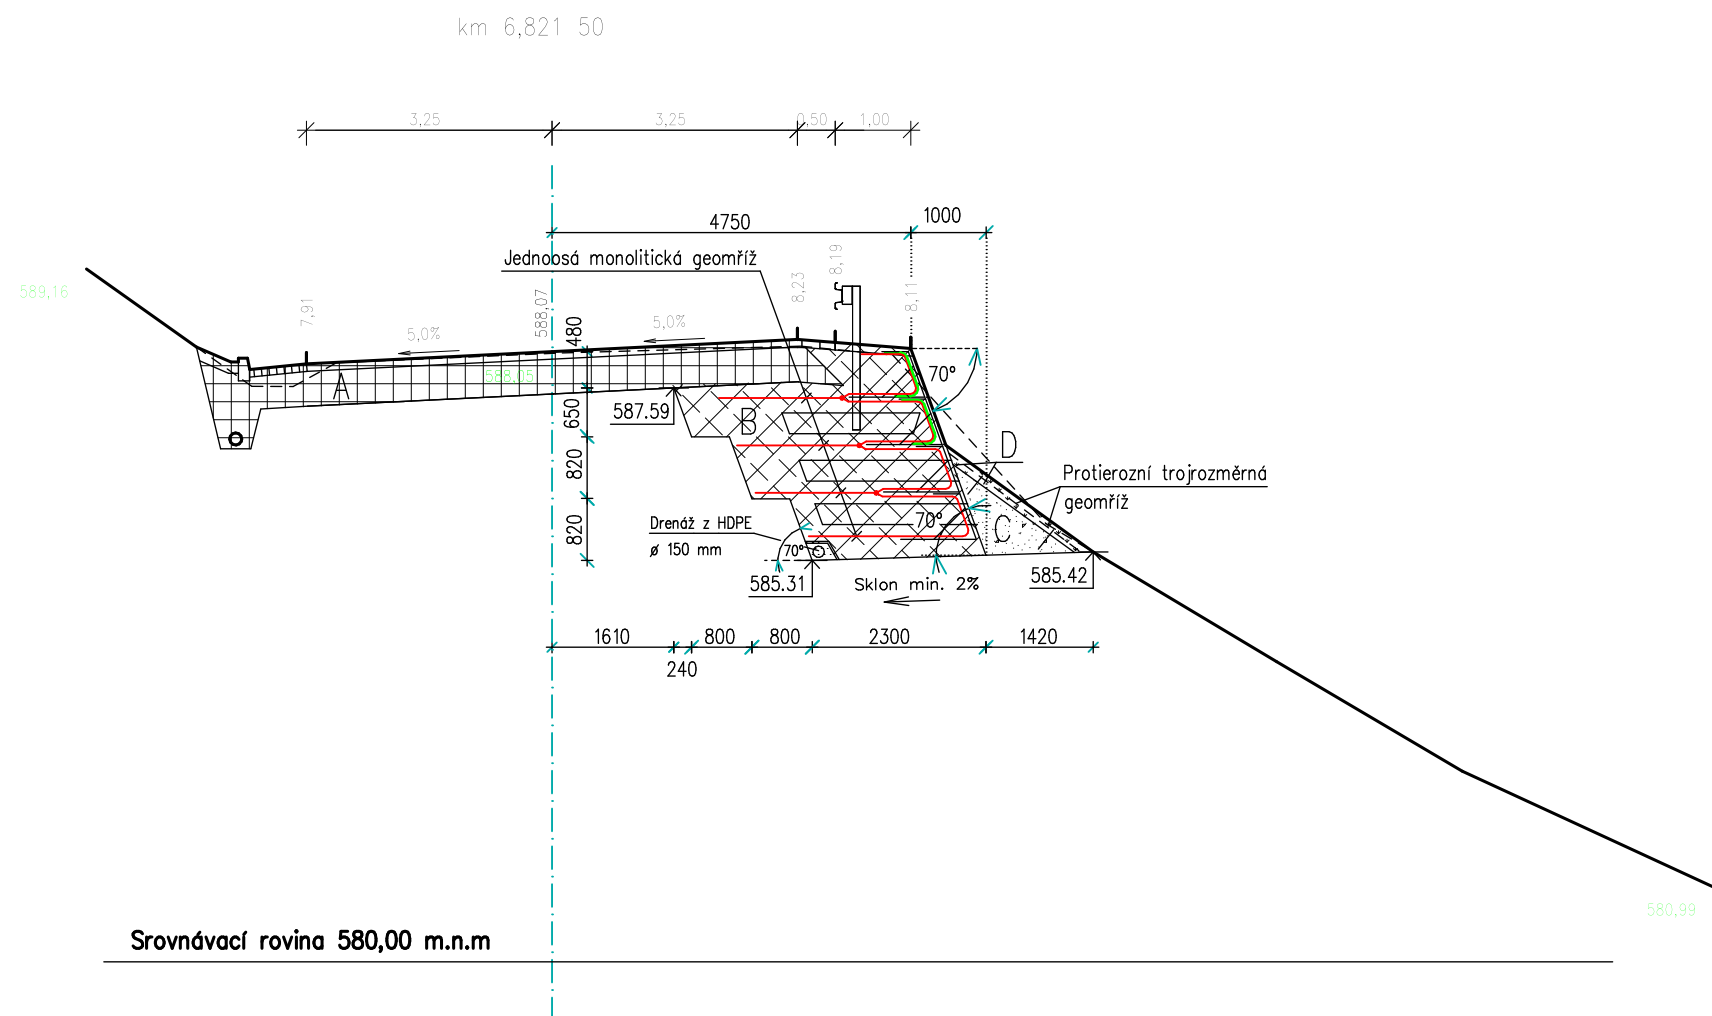 km 6,821 50
3,25
3,25
0,50
1,00
4750
1000
Jednoosá monolitická geomříž
589,16
7,91
588,07
8,23
8,19
8,11
5,0%
5,0%
480
588,05
A
70°
587.59
650
B
D
820
Protierozní trojrozměrná
geomříž
Drenáž z HDPE
ø 150 mm
820
70°
C
70°
585.31
Sklon min. 2%
585.42
1610
800
800
2300
1420
240
580,99
Srovnávací rovina 580,00 m.n.m